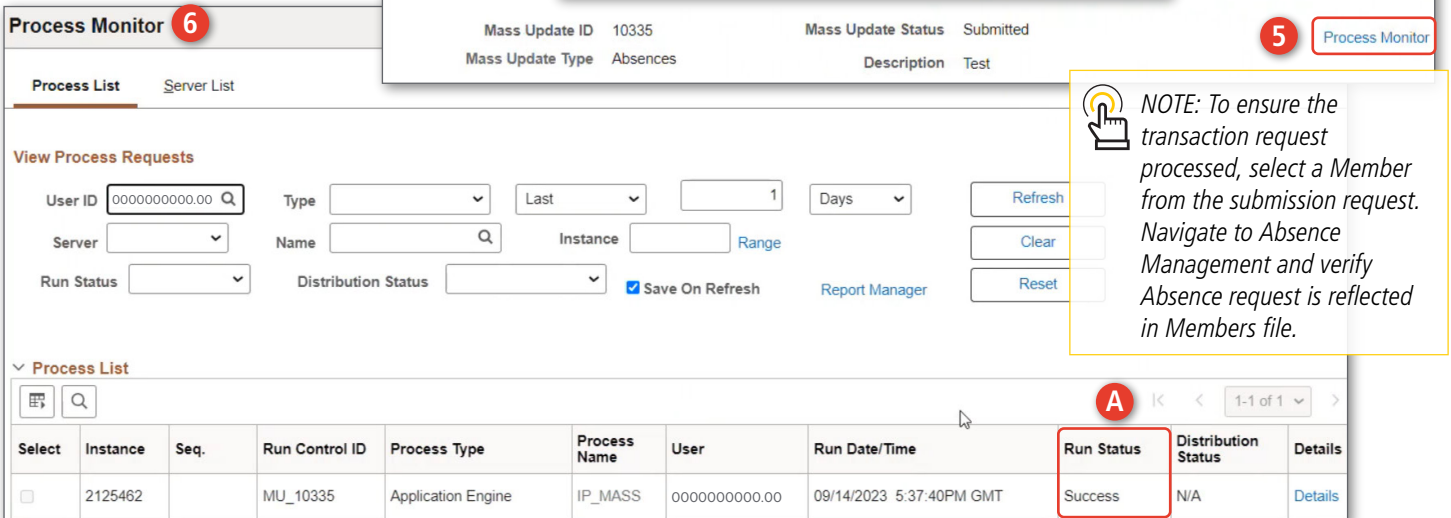 Process Monitor 6
Mass Update ID 10335 Mass Update Status Submitted
Mass Update Type Absences Description Test
5 Process Monitor
Process List Server List
NOTE: To ensure the
transaction request
processed, select a Member
from the submission request.
Navigate to Absence
Management and verify
Absence request is reflected
in Members file.
View Process Requests
User ID 0000000000.00 Type Last 1 Days Refresh
Server Name Instance Range Clear
Run Status Distribution Status Save On Refresh Report Manager Reset
Process List
A 1-1 of 1
Select Instance Seq. Run Control ID Process Type Process Name User Run Date/Time Run Status Distribution Status Details
2125462 MU_10335 Application Engine IP_MASS 0000000000.00 09/14/2023 5:37:40PM GMT Success N/A Details